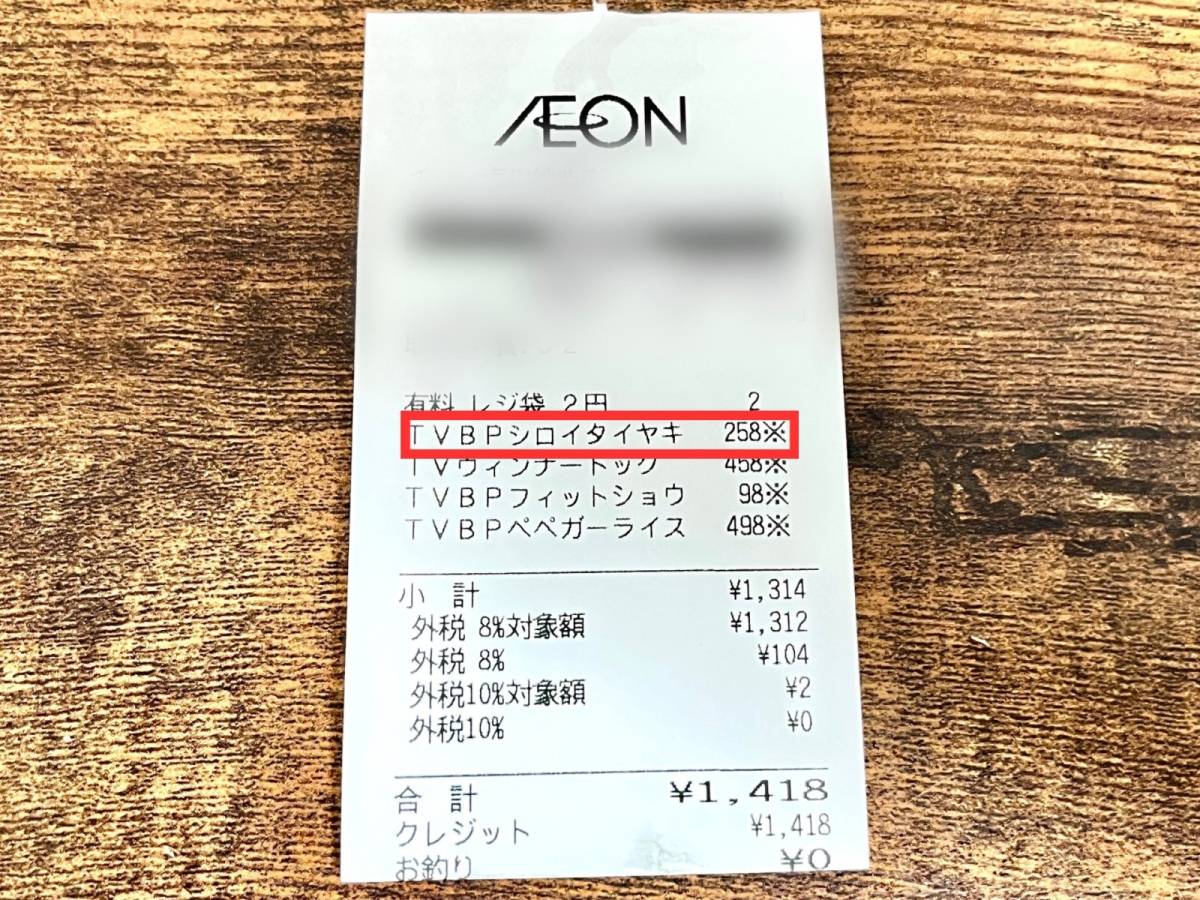 ÆON
有料 レジ袋 2円 2
TVBPシロイタイヤキ 258※
TVウィンナードッグ 458※
TVBPフィットショウ 98※
TVBPペペガーライス 498※
小 計 ¥1,314
外税 8%対象額 ¥1,312
外税 8% ¥104
外税10%対象額 ¥2
外税10% ¥0
合 計 ¥1,418
クレジット ¥1,418
お釣り ¥0